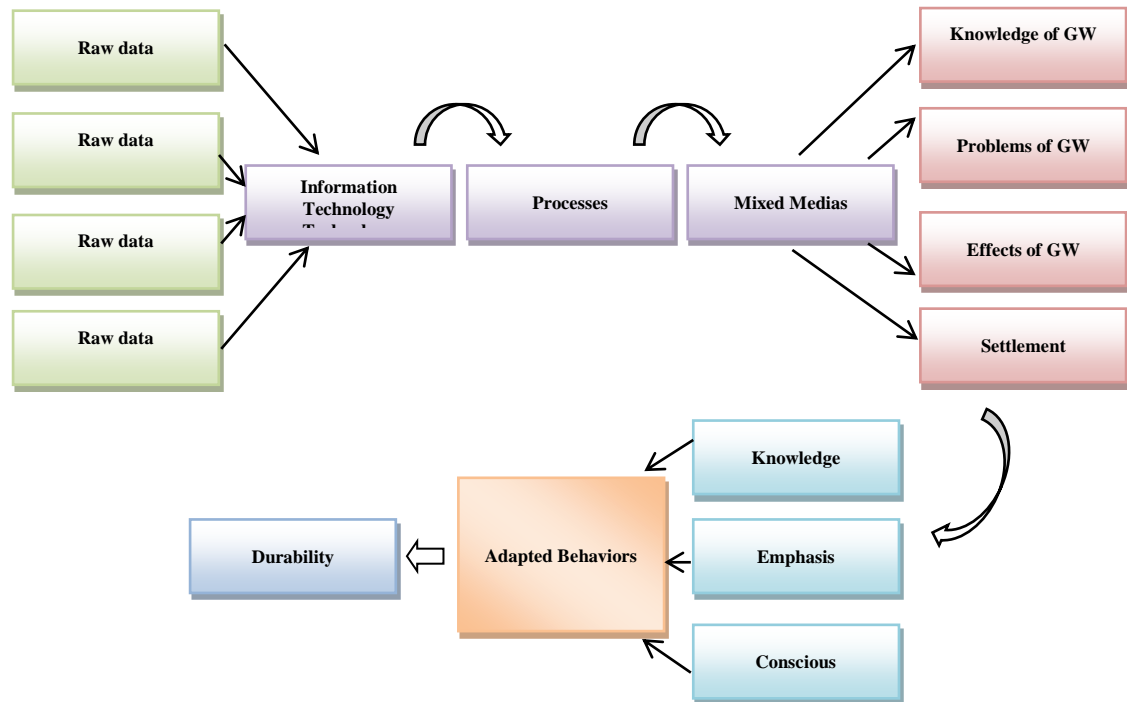 Raw data
Raw data
Raw data
Raw data
Information
Technology
Processes
Mixed Medias
Knowledge of GW
Problems of GW
Effects of GW
Settlement
Knowledge
Emphasis
Conscious
Adapted Behaviors
Durability